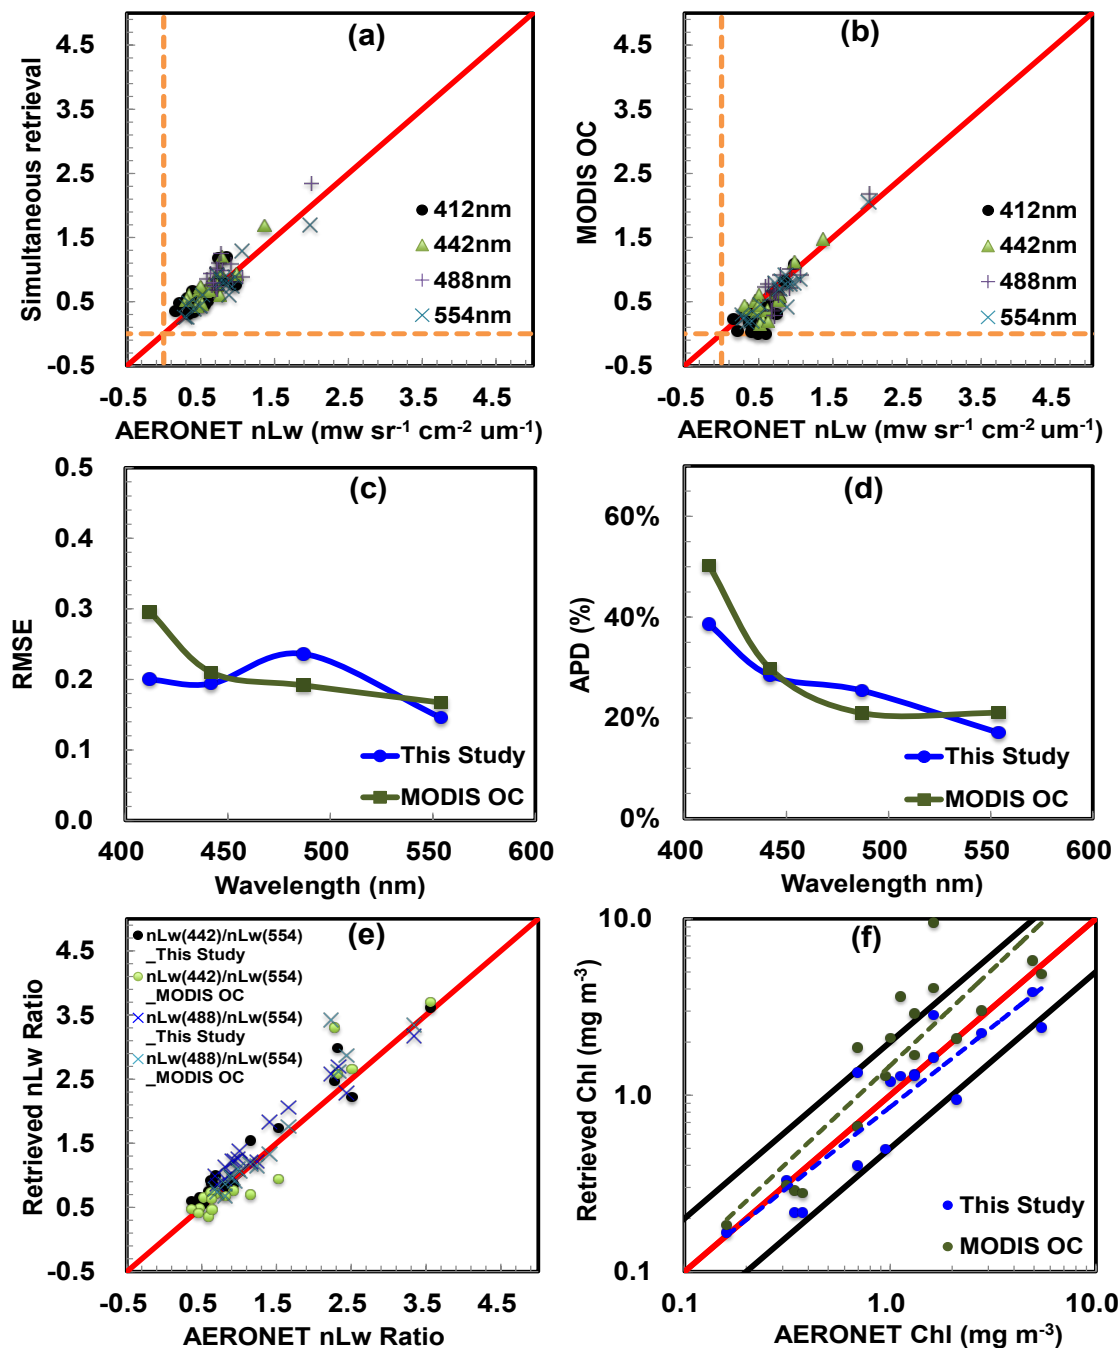 (a)
Simultaneous retrieval
4.5
3.5
2.5
1.5
0.5
-0.5
412nm
442nm
488nm
554nm
-0.5 0.5 1.5 2.5 3.5 4.5
AERONET nLw (mw sr-1 cm-2 um-1)
(b)
MODIS OC
4.5
3.5
2.5
1.5
0.5
-0.5
412nm
442nm
488nm
554nm
-0.5 0.5 1.5 2.5 3.5 4.5
AERONET nLw (mw sr-1 cm-2 um-1)
(c)
RMSE
0.5
0.4
0.3
0.2
0.1
0.0
This Study
MODIS OC
400 450 500 550 600
Wavelength (nm)
(d)
APD (%)
60%
40%
20%
0%
This Study
MODIS OC
400 450 500 550 600
Wavelength nm)
(e)
Retrieved nLw Ratio
4.5
3.5
2.5
1.5
0.5
-0.5
nLw(442)/nLw(554)
_This Study
nLw(442)/nLw(554)
_MODIS OC
nLw(488)/nLw(554)
_This Study
nLw(488)/nLw(554)
_MODIS OC
-0.5 0.5 1.5 2.5 3.5 4.5
AERONET nLw Ratio
(f)
Retrieved Chl (mg m-3)
10.0
1.0
0.1
This Study
MODIS OC
0.1 1.0 10.0
AERONET Chl (mg m-3)